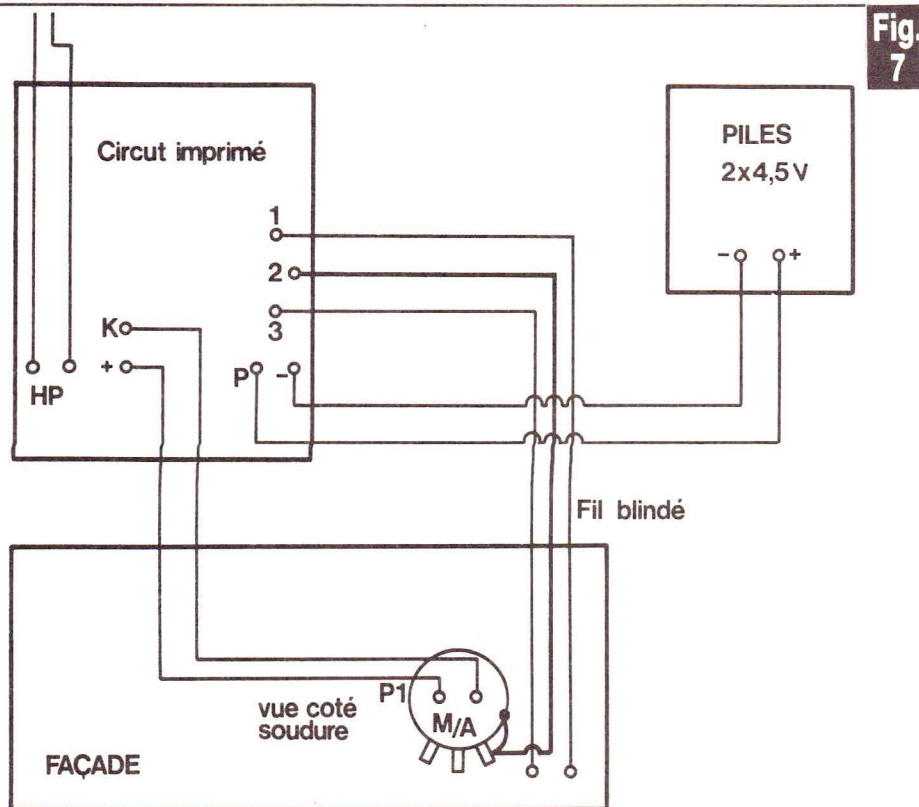 Fig.
7
Circut imprimé
PILES
2x4,5V
1
2
3
- +
K
+
HP
P -
Fil blindé
P1
M/A
vue coté
soudure
FAÇADE